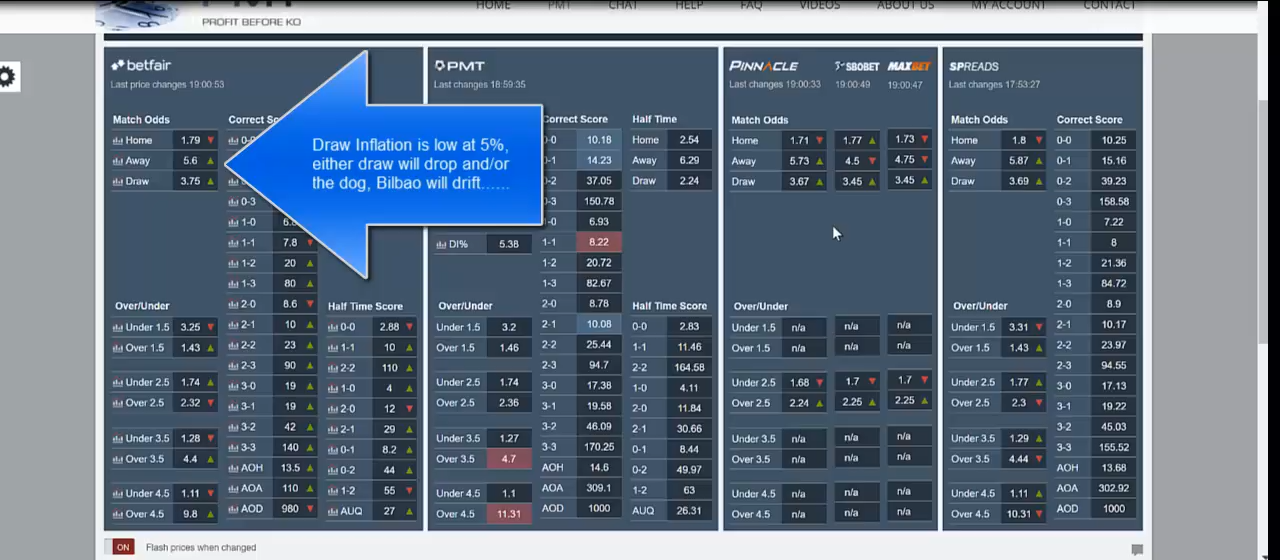 HOME PMT CHAT HELP FAQ VIDEOS ABOUT US MY ACCOUNT CONTACT
PROFIT BEFORE KO
betfair
Last price changes 19:00:53
Match Odds
Home 1.79
Away 5.6
Draw 3.75
Over/Under
Under 1.5 3.25
Over 1.5 1.43
Under 2.5 1.74
Over 2.5 2.32
Under 3.5 1.28
Over 3.5 4.4
Under 4.5 1.11
Over 4.5 9.8
Correct
0-3
1-0
1-1 7.8
1-2 20
1-3 80
2-0 8.6
2-1 10
2-2 23
2-3 90
3-0 19
3-1 19
3-2 42
3-3 140
AOH 13.5
AOA 110
AOD 980
Half Time Score
0-0 2.88
1-1 10
2-2 110
1-0 4
2-0 12
2-1 29
0-1 8.2
0-2 44
1-2 55
AUQ 27
Draw Inflation is low at 5%,
either draw will drop and/or
the dog, Bilbao will drift......
PMT
Last changes 18:59:35
DI% 5.38
Over/Under
Under 1.5 3.2
Over 1.5 1.46
Under 2.5 1.74
Over 2.5 2.36
Under 3.5 1.27
Over 3.5 4.7
Under 4.5 1.1
Over 4.5 11.31
Correct Score
0-0 10.18
0-1 14.23
0-2 37.05
0-3 150.78
1-0 6.93
1-1 8.22
1-2 20.72
1-3 82.67
2-0 8.78
2-1 10.08
2-2 25.44
2-3 94.7
3-0 17.38
3-1 19.58
3-2 46.09
3-3 170.25
AOH 14.6
AOA 309.1
AOD 1000
Half Time
Home 2.54
Away 6.29
Draw 2.24
Half Time Score
0-0 2.83
1-1 11.46
2-2 164.58
1-0 4.11
2-0 11.84
2-1 30.66
0-1 8.44
0-2 49.97
1-2 63
AUQ 26.31
PINNACLE SBOBET MAXBET
Last changes 19:00:33 19:00:49 19:00:47
Match Odds
Home 1.71 1.77 1.73
Away 5.73 4.5 4.75
Draw 3.67 3.45 3.45
Over/Under
Under 1.5 n/a n/a n/a
Over 1.5 n/a n/a n/a
Under 2.5 1.68 1.7 1.7
Over 2.5 2.24 2.25 2.25
Under 3.5 n/a n/a n/a
Over 3.5 n/a n/a n/a
Under 4.5 n/a n/a n/a
Over 4.5 n/a n/a n/a
SPREADS
Last changes 17:53:27
Match Odds
Home 1.8
Away 5.87
Draw 3.69
Over/Under
Under 1.5 3.31
Over 1.5 1.43
Under 2.5 1.77
Over 2.5 2.3
Under 3.5 1.29
Over 3.5 4.44
Under 4.5 1.11
Over 4.5 10.31
Correct Score
0-0 10.25
0-1 15.16
0-2 39.23
0-3 158.58
1-0 7.22
1-1 8
1-2 21.36
1-3 84.72
2-0 8.9
2-1 10.17
2-2 23.97
2-3 94.55
3-0 17.13
3-1 19.22
3-2 45.03
3-3 155.52
AOH 13.68
AOA 302.92
AOD 1000
ON Flash prices when changed